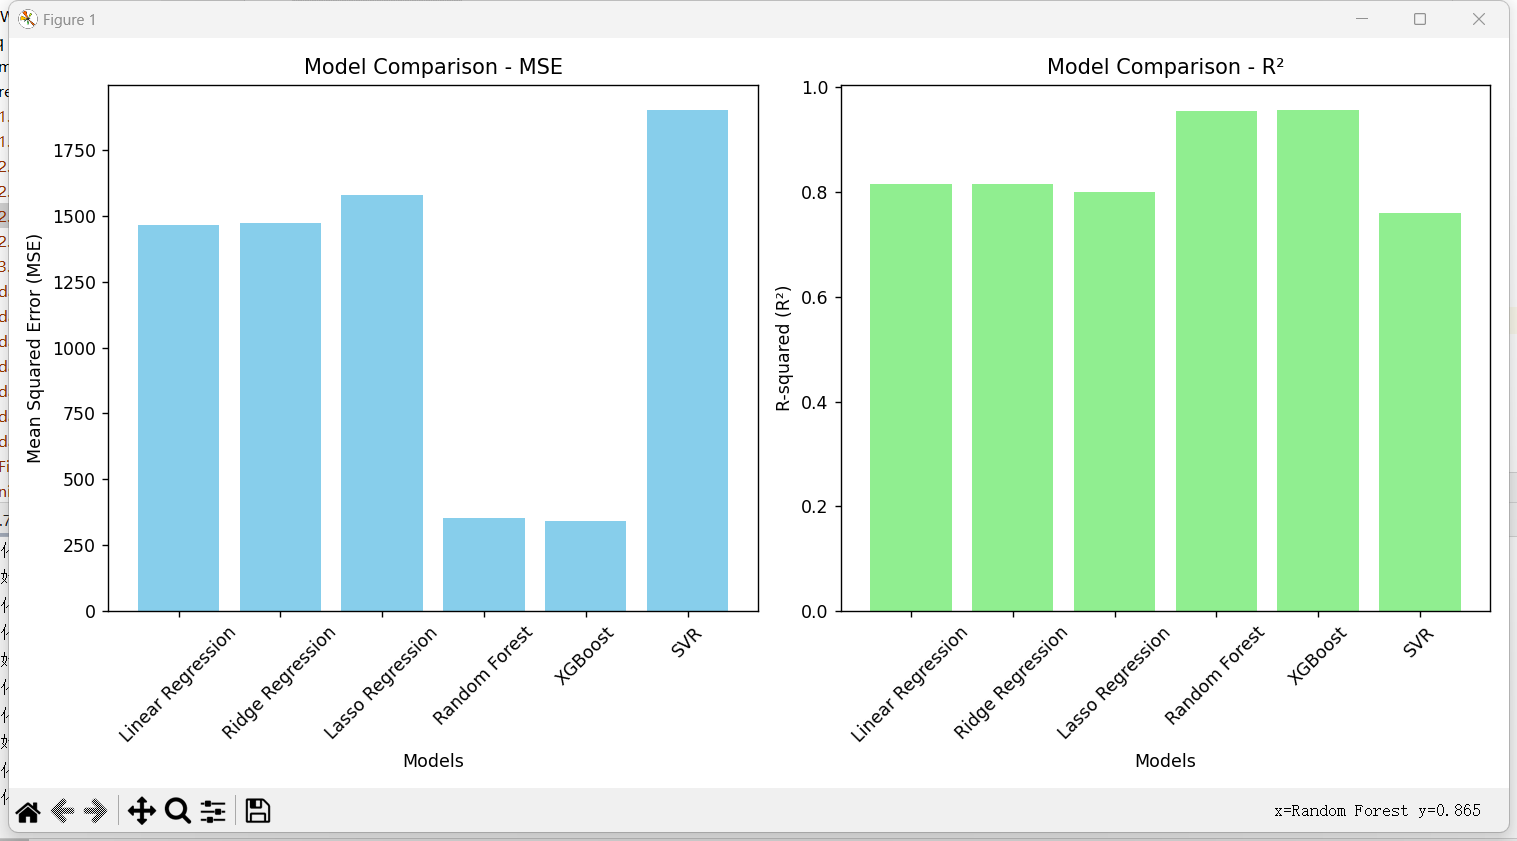 Figure 1
Model Comparison - MSE
Mean Squared Error (MSE)
1750
1500
1250
1000
750
500
250
0
Linear Regression
Ridge Regression
Lasso Regression
Random Forest
XGBoost
SVR
Models
Model Comparison - R²
R-squared (R²)
1.0
0.8
0.6
0.4
0.2
0.0
Linear Regression
Ridge Regression
Lasso Regression
Random Forest
XGBoost
SVR
Models
x=Random Forest y=0.865